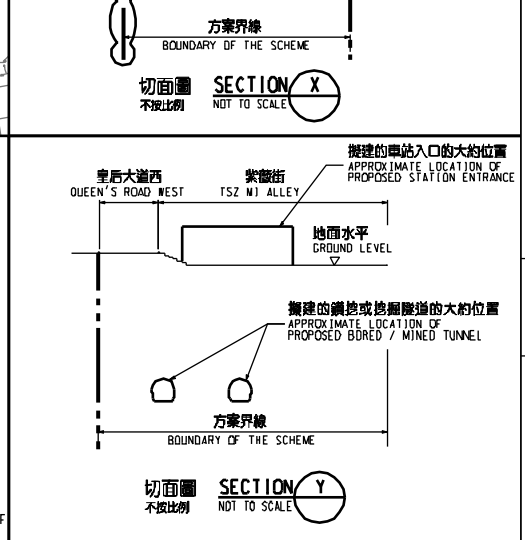 方案界線
BOUNDARY OF THE SCHEME
切面圖 SECTION X
不按比例 NOT TO SCALE
擬建的車站入口的大約位置
APPROXIMATE LOCATION OF
PROPOSED STATION ENTRANCE
皇后大道西 紫薇街
QUEEN'S ROAD WEST TSZ MI ALLEY
地面水平
GROUND LEVEL
擬建的鑽挖或挖掘隧道的大約位置
APPROXIMATE LOCATION OF
PROPOSED BORED / MINED TUNNEL
方案界線
BOUNDARY OF THE SCHEME
切面圖 SECTION Y
不按比例 NOT TO SCALE